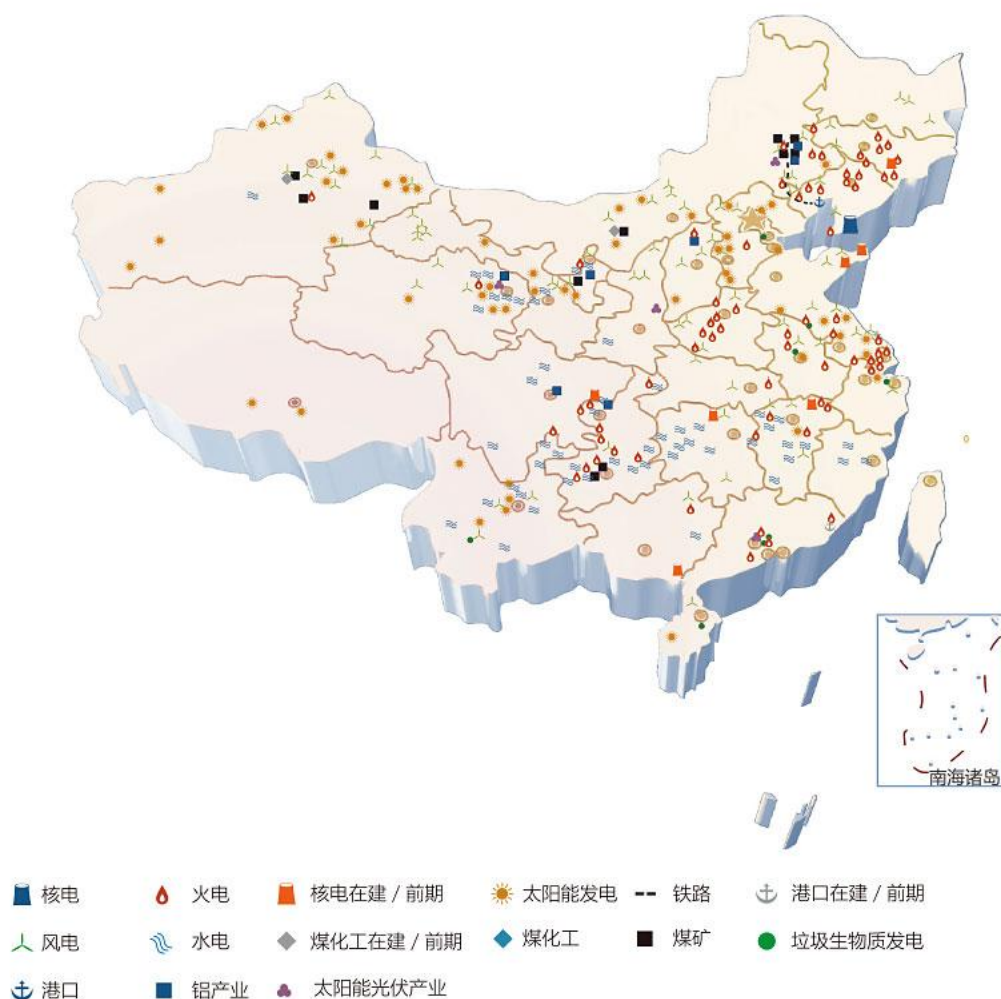 南海诸岛
核电 火电 核电在建 / 前期 太阳能发电 铁路 港口在建 / 前期
风电 水电 煤化工在建 / 前期 煤化工 煤矿 垃圾生物质发电
港口 铝产业 太阳能光伏产业